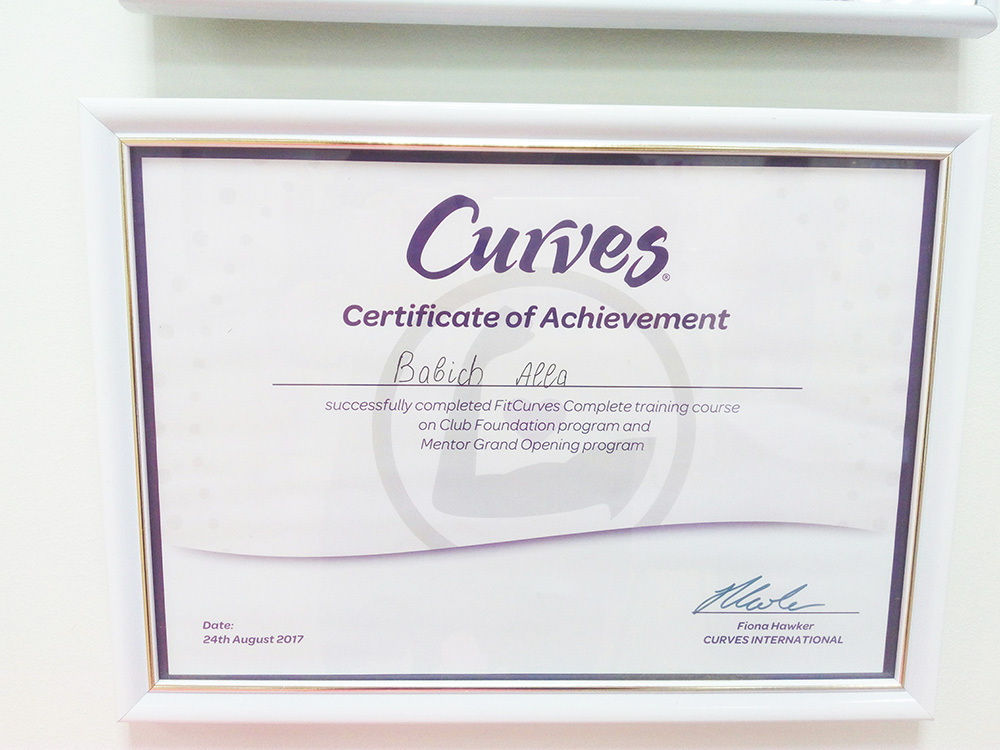 Curves®
Certificate of Achievement
Babich Alla
successfully completed FitCurves Complete training course
on Club Foundation program and
Mentor Grand Opening program
Date:
24th August 2017
Fiona Hawker
CURVES INTERNATIONAL